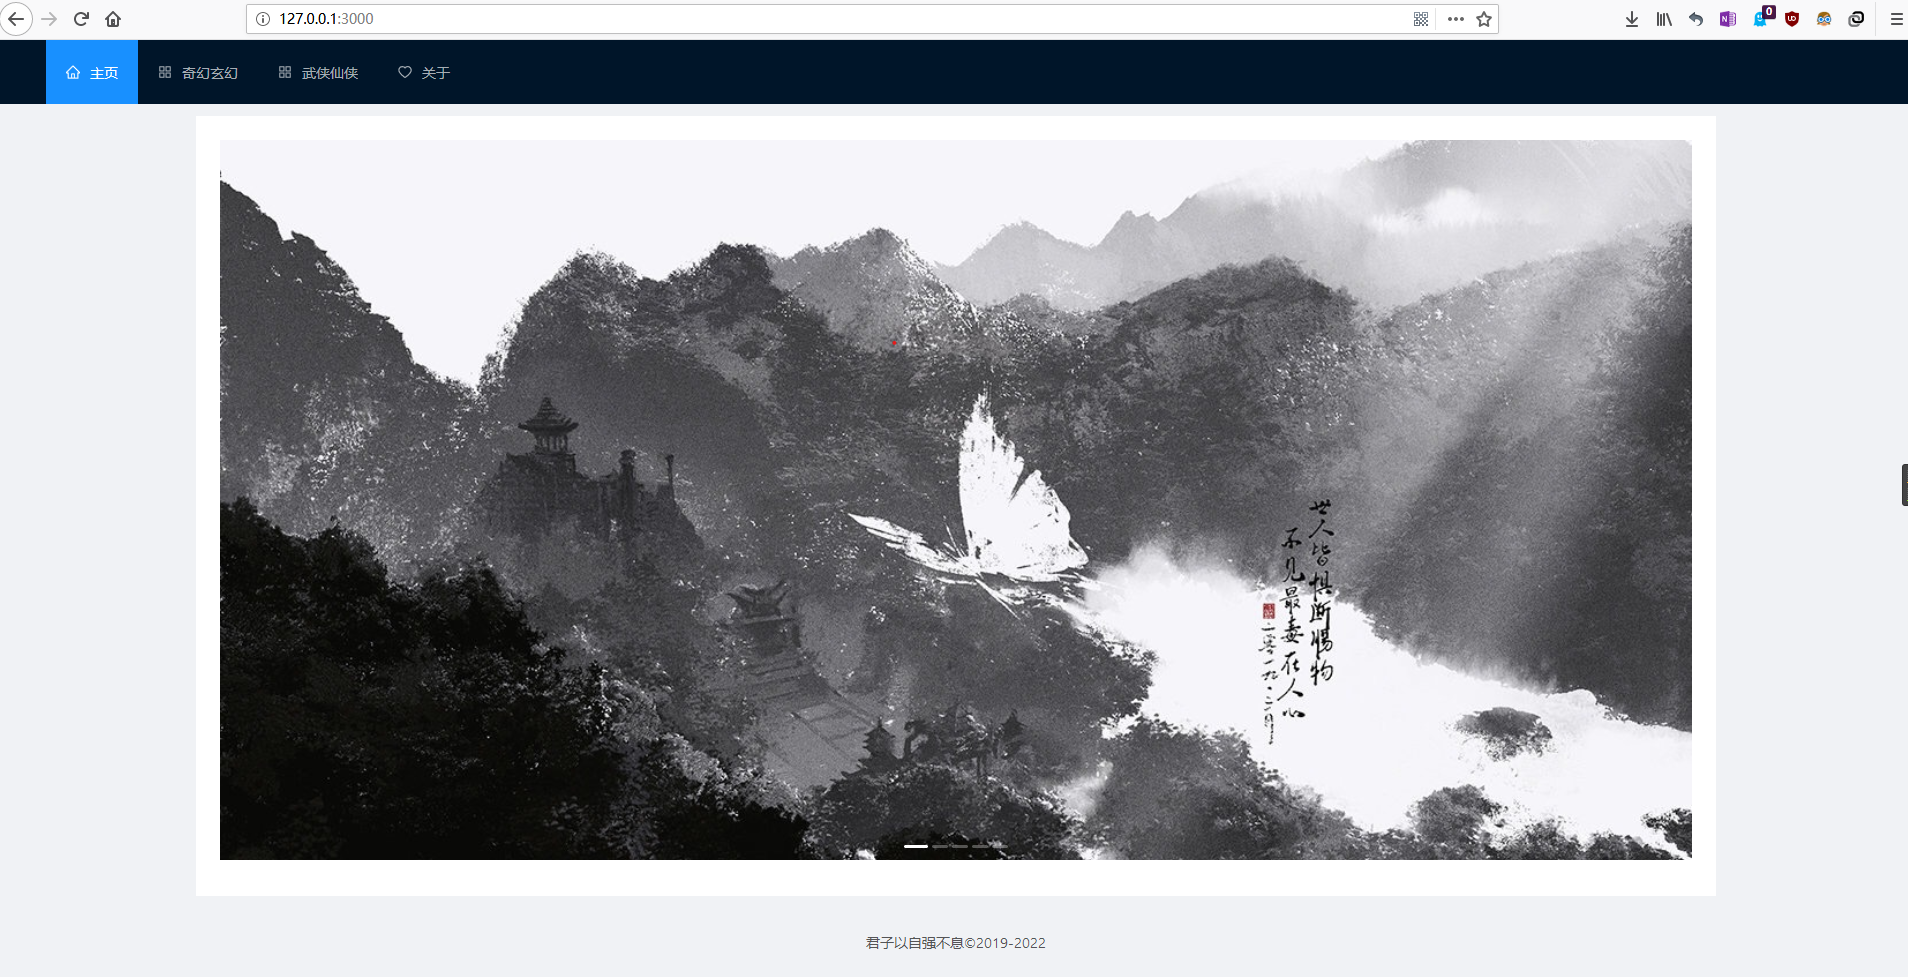 127.0.0.1:3000
0
主页
奇幻玄幻
武侠仙侠
关于
世人皆惧断肠物
不见最毒在人心
二零一九·三月
君子以自强不息©2019-2022